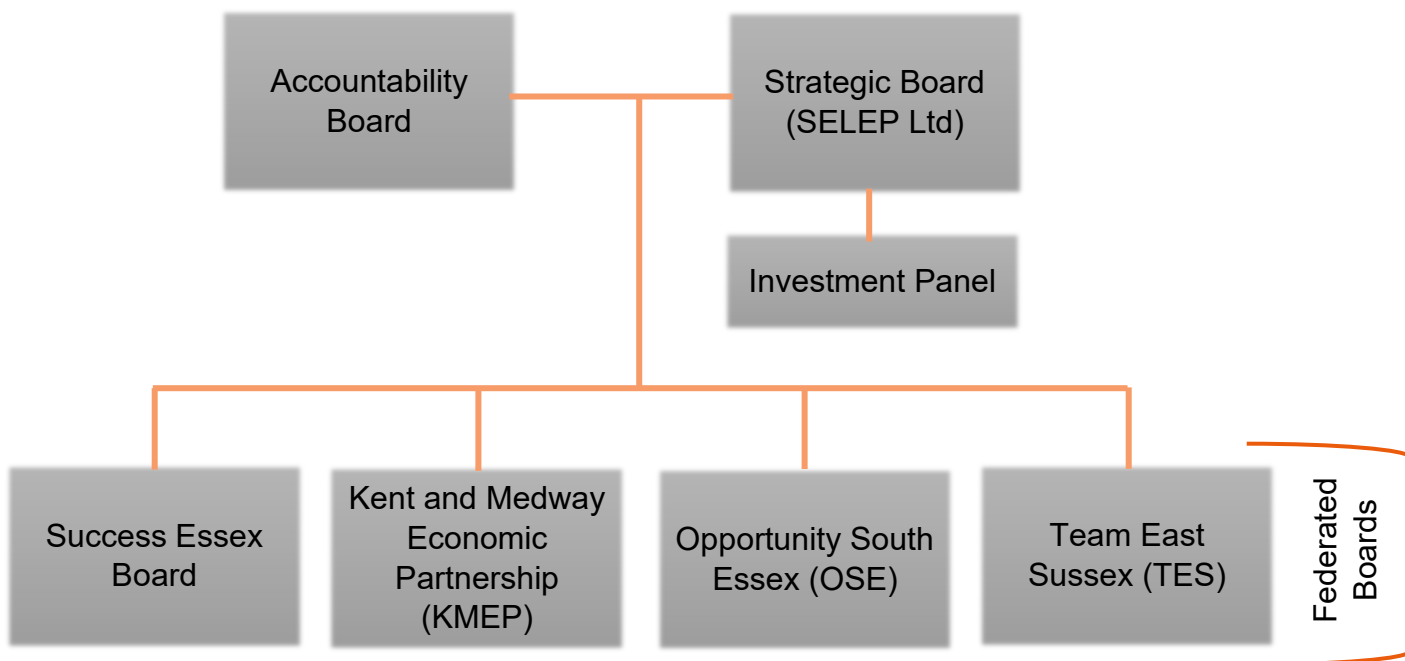 Accountability
Board
Strategic Board
(SELEP Ltd)
Investment Panel
Success Essex
Board
Kent and Medway
Economic
Partnership
(KMEP)
Opportunity South
Essex (OSE)
Team East
Sussex (TES)
Federated
Boards